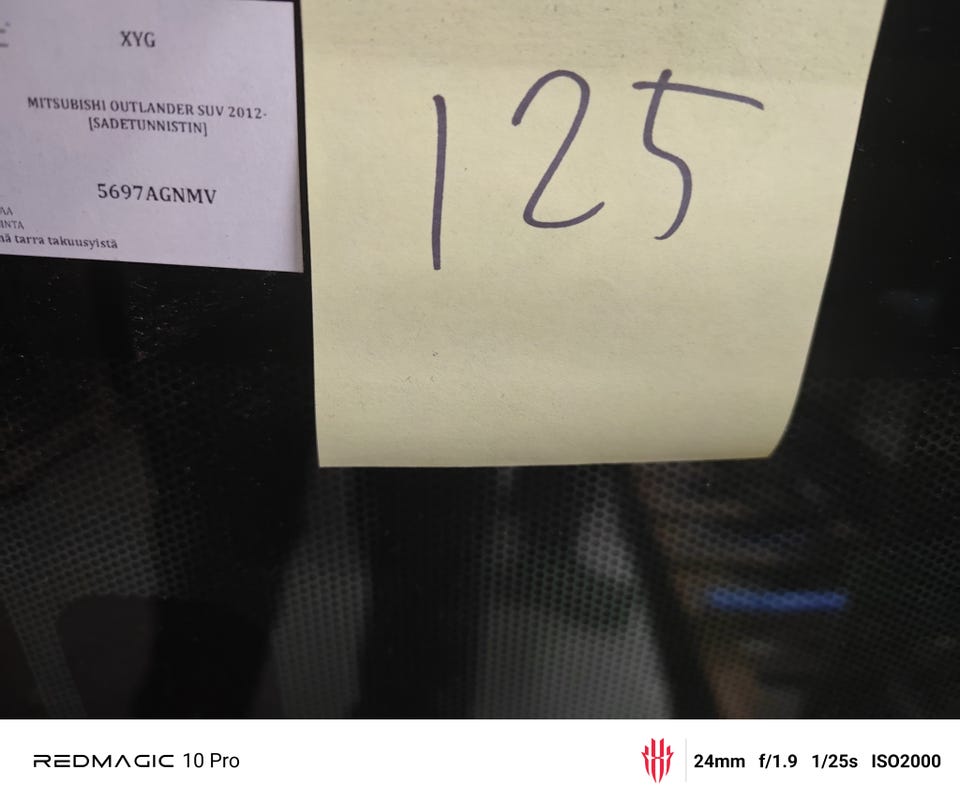 XYG
MITSUBISHI OUTLANDER SUV 2012-
[SADETUNNISTIN]
5697AGNMV
tarra takuusyistä
125
REDMAGIC 10 Pro
24mm f/1.9 1/25s ISO2000